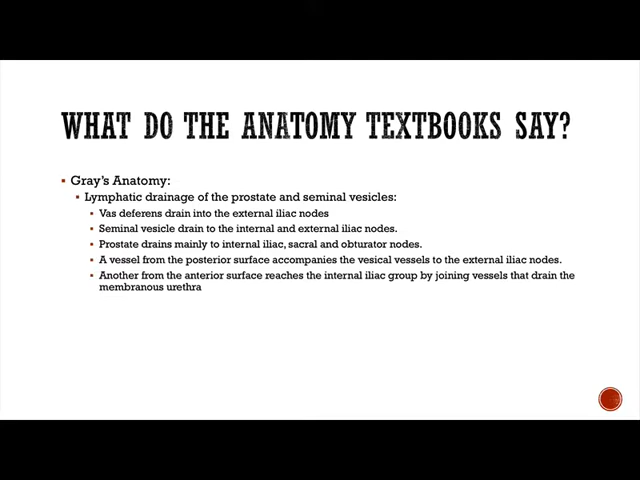 WHAT DO THE ANATOMY TEXTBOOKS SAY?
▪ Gray's Anatomy:
▪ Lymphatic drainage of the prostate and seminal vesicles:
▪ Vas deferens drain into the external iliac nodes
▪ Seminal vesicle drain to the internal and external iliac nodes.
▪ Prostate drains mainly to internal iliac, sacral and obturator nodes.
▪ A vessel from the posterior surface accompanies the vesical vessels to the external iliac nodes.
▪ Another from the anterior surface reaches the internal iliac group by joining vessels that drain the
membranous urethra